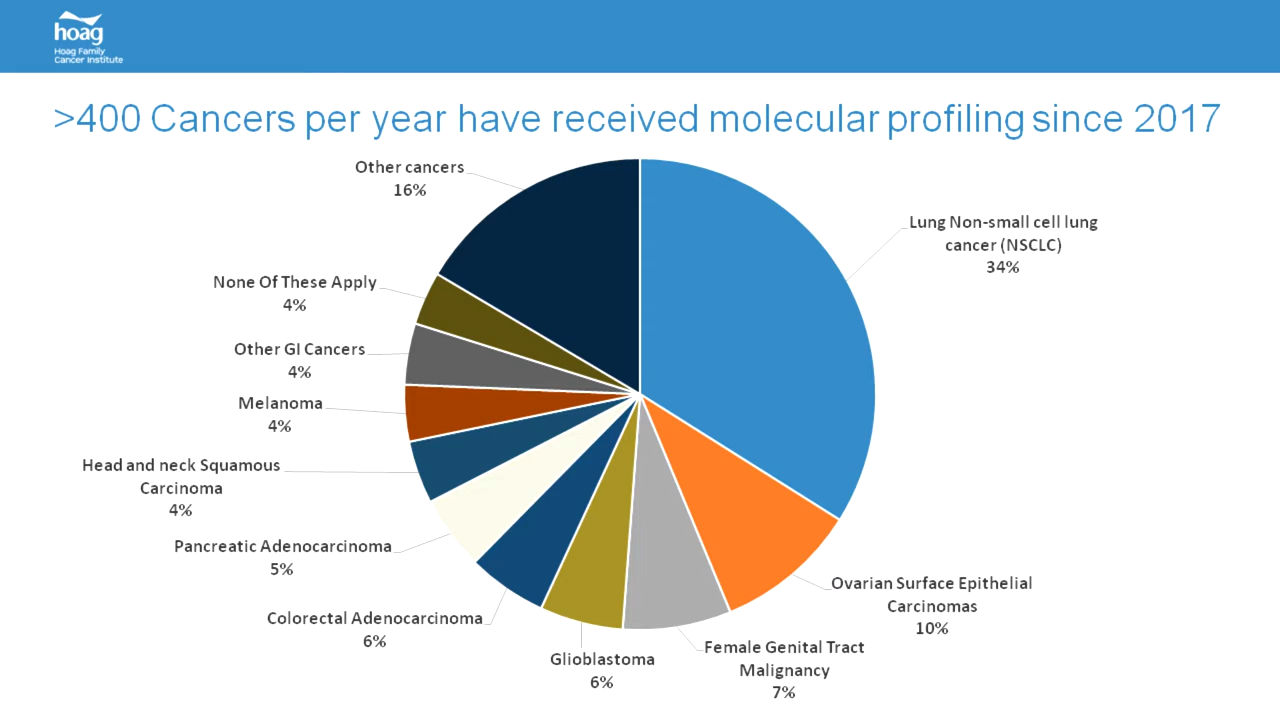 hoag
Hoag Family
Cancer Institute
>400 Cancers per year have received molecular profiling since 2017
Other cancers
16%
Lung Non-small cell lung
cancer (NSCLC)
34%
None Of These Apply
4%
Other GI Cancers
4%
Melanoma
4%
Head and neck Squamous
Carcinoma
4%
Pancreatic Adenocarcinoma
5%
Colorectal Adenocarcinoma
6%
Glioblastoma
6%
Female Genital Tract
Malignancy
7%
Ovarian Surface Epithelial
Carcinomas
10%